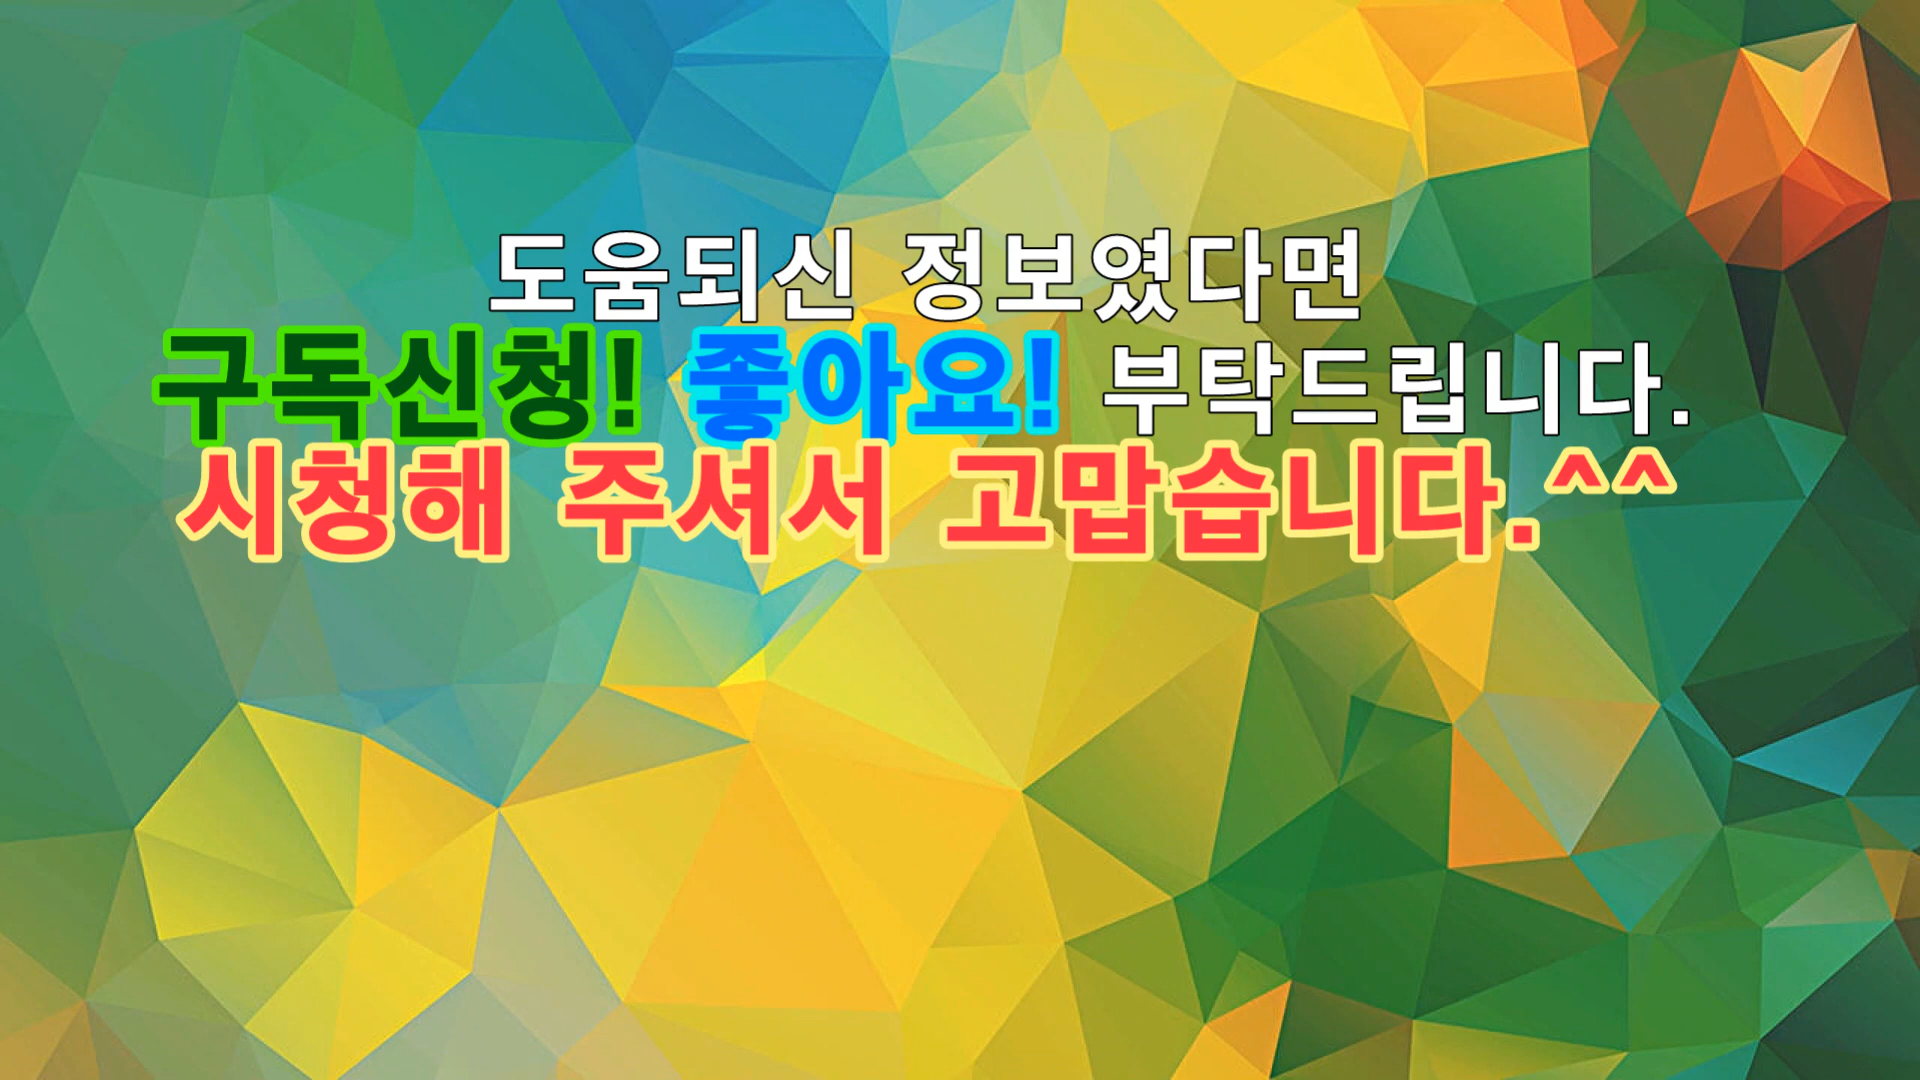 도움되신 정보였다면
구독신청! 좋아요! 부탁드립니다.
시청해 주셔서 고맙습니다.^^